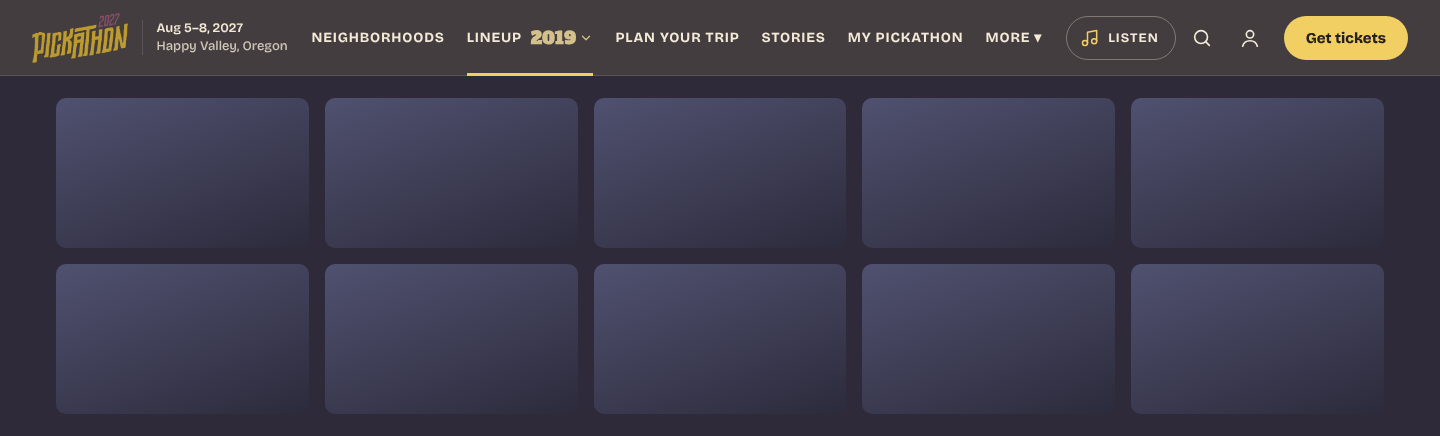 2027
PICKATHON
Aug 5–8, 2027
Happy Valley, Oregon
NEIGHBORHOODS
LINEUP 2019
PLAN YOUR TRIP
STORIES
MY PICKATHON
MORE ▾
LISTEN
Get tickets